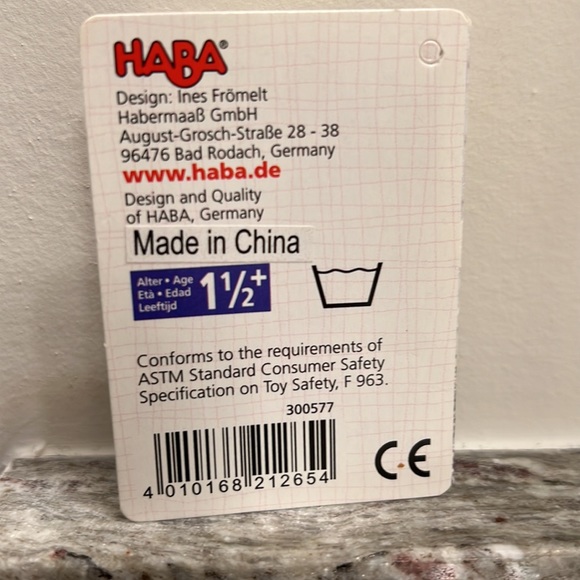 HABA®
Design: Ines Frömelt
Habermaaß GmbH
August-Grosch-Straße 28 - 38
96476 Bad Rodach, Germany
www.haba.de
Design and Quality
of HABA, Germany
Made in China
Alter • Age
Età • Edad
Leeftijd
1½+
Conforms to the requirements of
ASTM Standard Consumer Safety
Specification on Toy Safety, F 963.
300577
4 010168 212654
CE